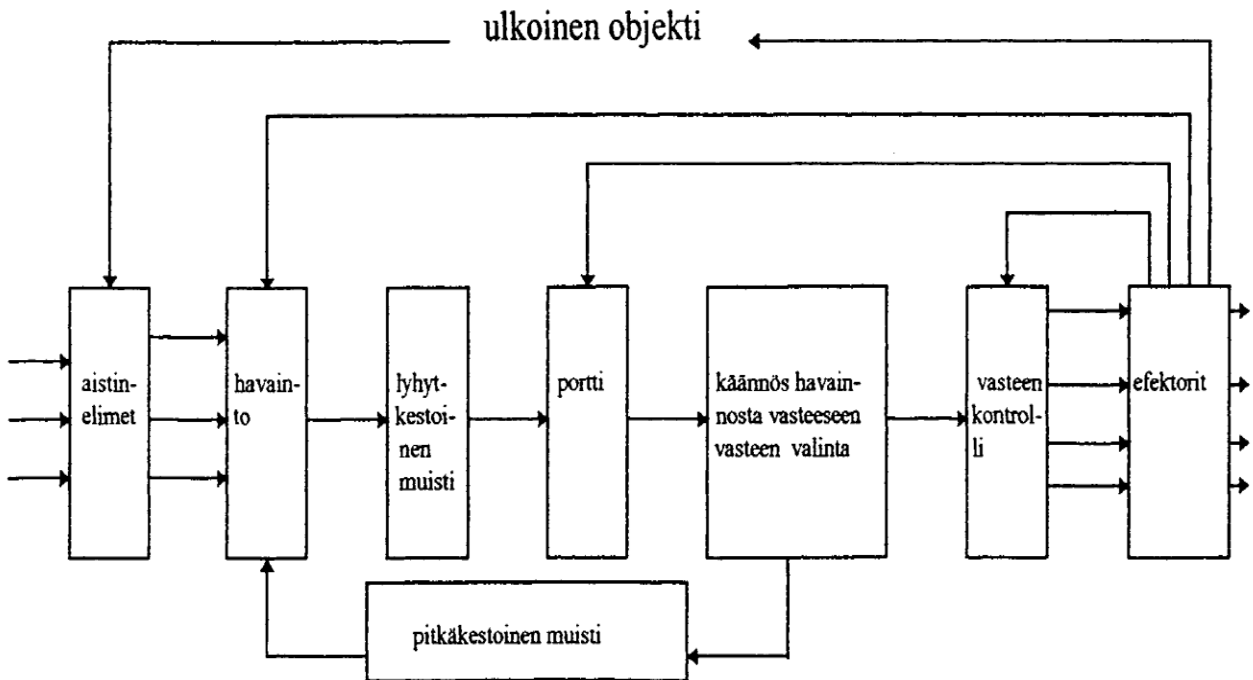 ulkoinen objekti
aistin-
elimet
havain-
to
lyhyt-
kestoi-
nen
muisti
portti
käännös havain-
nosta vasteeseen
vasteen valinta
vasteen
kontrol-
li
efektorit
pitkäkestoinen muisti